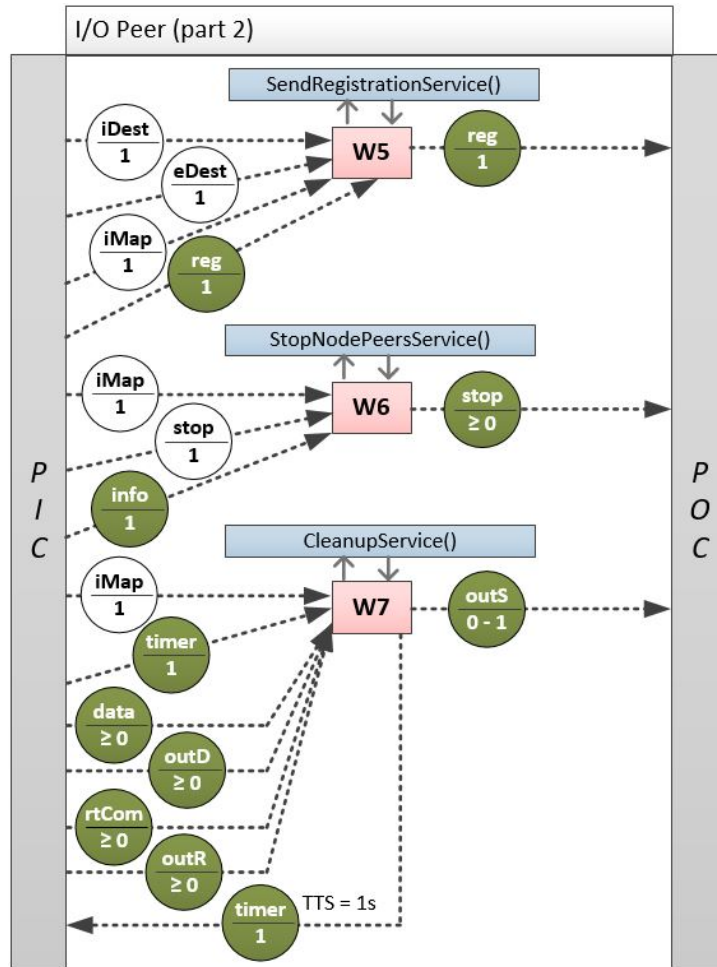 I/O Peer (part 2)
SendRegistrationService()
iDest
1
W5
reg
1
eDest
1
iMap
1
reg
1
StopNodePeersService()
iMap
1
W6
stop
≥ 0
stop
1
info
1
P
I
C
P
O
C
CleanupService()
iMap
1
W7
outS
0 - 1
timer
1
data
≥ 0
outD
≥ 0
rtCom
≥ 0
outR
≥ 0
timer
1
TTS = 1s